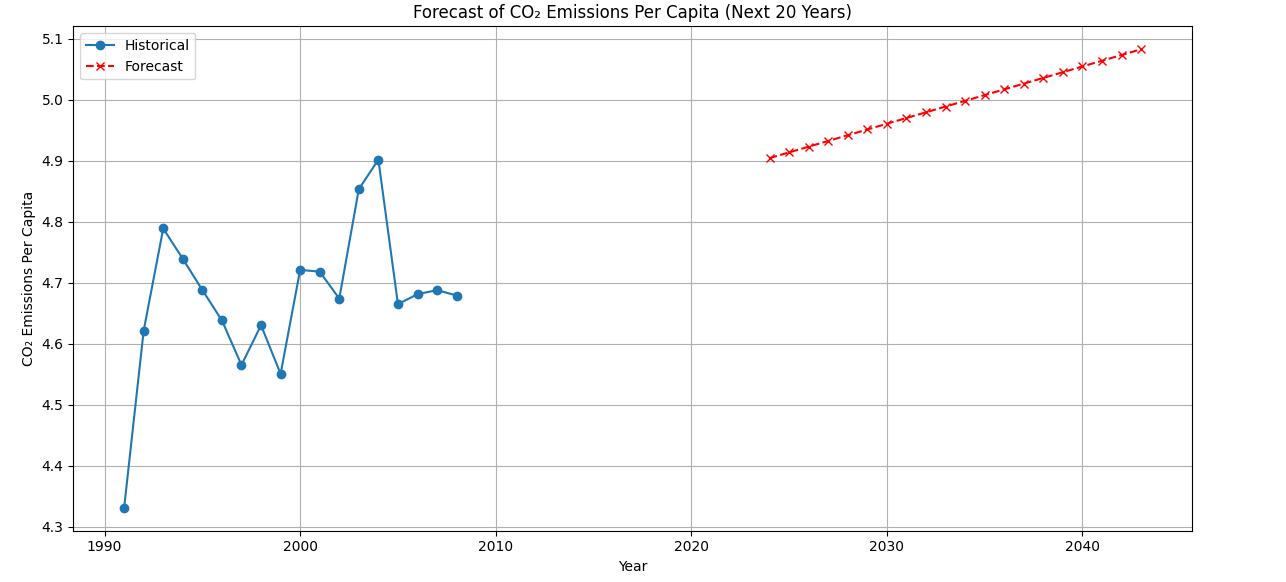 Forecast of CO₂ Emissions Per Capita (Next 20 Years)
Historical
Forecast
CO₂ Emissions Per Capita
5.1
5.0
4.9
4.8
4.7
4.6
4.5
4.4
4.3
1990 2000 2010 2020 2030 2040
Year